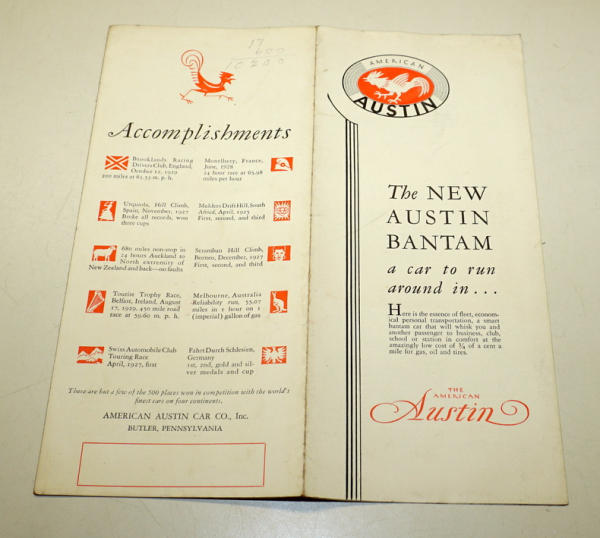 17
600
10200
Accomplishments
Brooklands Racing
Drivers Club, England,
October 12, 1929
200 miles at 83.53 m. p. h.
Montlhery, France,
June, 1928
24 hour race at 65.98
miles per hour
Urquiola, Hill Climb,
Spain, November, 1927
Broke all records, won
three cups
Mulders Drift Hill, South
Africa, April, 1925
First, second, and third
680 miles non-stop in
24 hours Auckland to
North extremity of
New Zealand and back—no faults
Seramban Hill Climb,
Borneo, December, 1927
First, second, and third
Tourist Trophy Race,
Belfast, Ireland, August
17, 1929, 450 mile road
race at 59.60 m. p. h.
Melbourne, Australia
Reliability run, 55.07
miles in 1 hour on 1
(imperial) gallon of gas
Swiss Automobile Club
Touring Race
April, 1927, first
Fahrt Durch Schlesien,
Germany
1st, 2nd, gold and sil-
ver medals and cup
These are but a few of the 500 places won in competition with the world's
finest cars on four continents.
AMERICAN AUSTIN CAR CO., Inc.
BUTLER, PENNSYLVANIA
AMERICAN
AUSTIN
The NEW
AUSTIN
BANTAM
a car to run
around in...
Here is the essence of fleet, econom-
ical personal transportation, a smart
bantam car that will whisk you and
another passenger to business, club,
school or station in comfort at the
amazingly low cost of ¾ of a cent a
mile for gas, oil and tires.
THE
AMERICAN
Austin